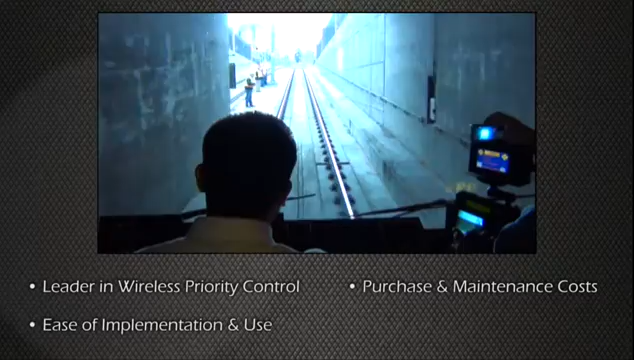 • Leader in Wireless Priority Control
• Purchase & Maintenance Costs
• Ease of Implementation & Use